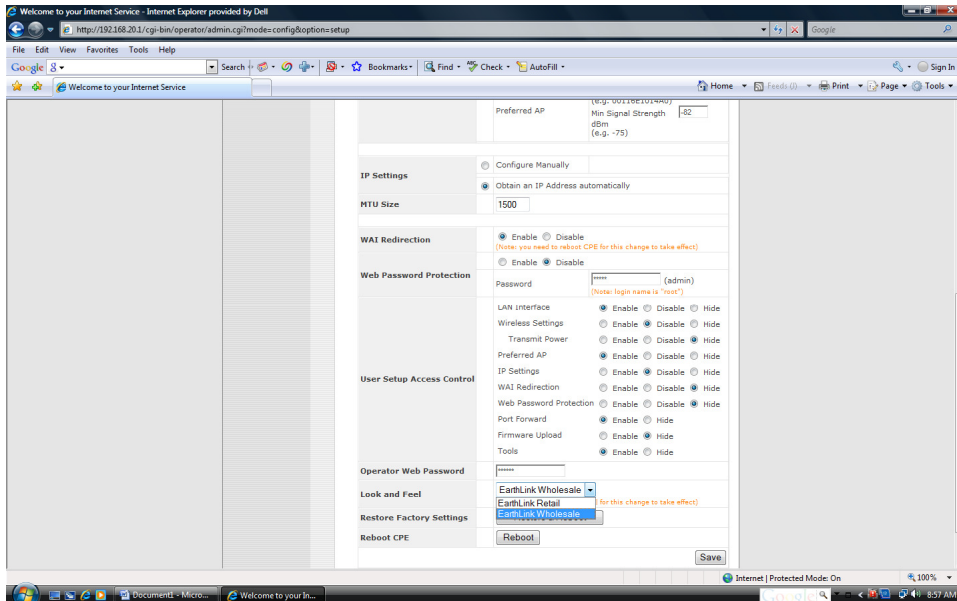 Welcome to your Internet Service - Internet Explorer provided by Dell
http://192.168.20.1/cgi-bin/operator/admin.cgi?mode=config&option=setup
Google
File Edit View Favorites Tools Help
Google
Search
Bookmarks
Find
Check
AutoFill
Sign In
Welcome to your Internet Service
Home
Feeds (J)
Print
Page
Tools
Preferred AP
(e.g. 00116E1014A0)
Min Signal Strength -82
dBm
(e.g. -75)
IP Settings
Configure Manually
Obtain an IP Address automatically
MTU Size 1500
WAI Redirection
Enable Disable
(Note: you need to reboot CPE for this change to take effect)
Web Password Protection
Enable Disable
Password ***** (admin)
(Note: login name is "root")
User Setup Access Control
LAN Interface Enable Disable Hide
Wireless Settings Enable Disable Hide
Transmit Power Enable Disable Hide
Preferred AP Enable Disable Hide
IP Settings Enable Disable Hide
WAI Redirection Enable Disable Hide
Web Password Protection Enable Disable Hide
Port Forward Enable Hide
Firmware Upload Enable Hide
Tools Enable Hide
Operator Web Password ******
Look and Feel
EarthLink Wholesale
EarthLink Retail
for this change to take effect)
EarthLink Wholesale
Restore Factory Settings
Reboot CPE Reboot
Save
Internet | Protected Mode: On
100%
Document1 - Micro...
Welcome to your In...
Google
8:57 AM